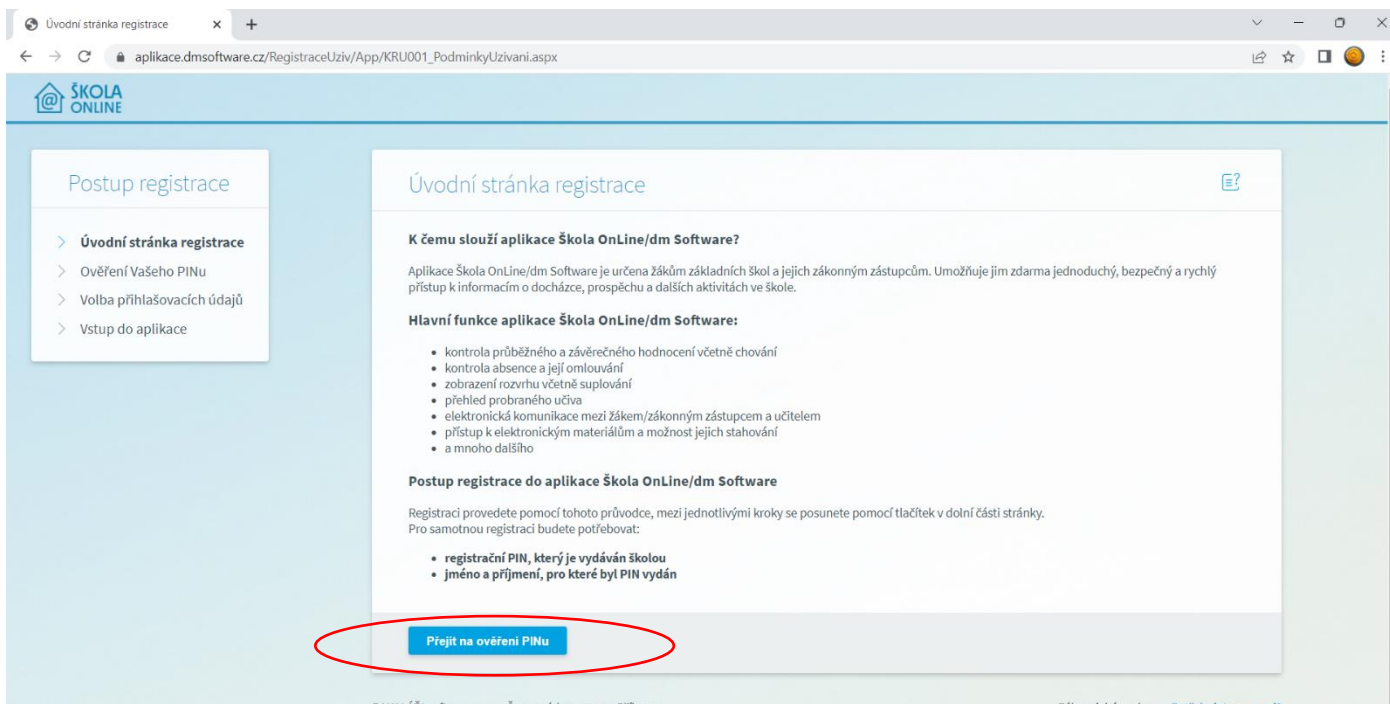 Úvodní stránka registrace
aplikace.dmsoftware.cz/RegistraceUziv/App/KRU001_PodminkyUzivani.aspx
ŠKOLA
ONLINE
Postup registrace
Úvodní stránka registrace
Ověření Vašeho PINu
Volba přihlašovacích údajů
Vstup do aplikace
Úvodní stránka registrace
K čemu slouží aplikace Škola OnLine/dm Software?
Aplikace Škola OnLine/dm Software je určena žákům základních škol a jejich zákonným zástupcům. Umožňuje jim zdarma jednoduchý, bezpečný a rychlý
přístup k informacím o docházce, prospěchu a dalších aktivitách ve škole.
Hlavní funkce aplikace Škola OnLine/dm Software:
• kontrola průběžného a závěrečného hodnocení včetně chování
• kontrola absence a její omlouvání
• zobrazení rozvrhu včetně suplování
• přehled probraného učiva
• elektronická komunikace mezi žákem/zákonným zástupcem a učitelem
• přístup k elektronickým materiálům a možnost jejich stahování
• a mnoho dalšího
Postup registrace do aplikace Škola OnLine/dm Software
Registraci provedete pomocí tohoto průvodce, mezi jednotlivými kroky se posunete pomocí tlačítek v dolní části stránky.
Pro samotnou registraci budete potřebovat:
• registrační PIN, který je vydáván školou
• jméno a příjmení, pro které byl PIN vydán
Přejít na ověření PINu